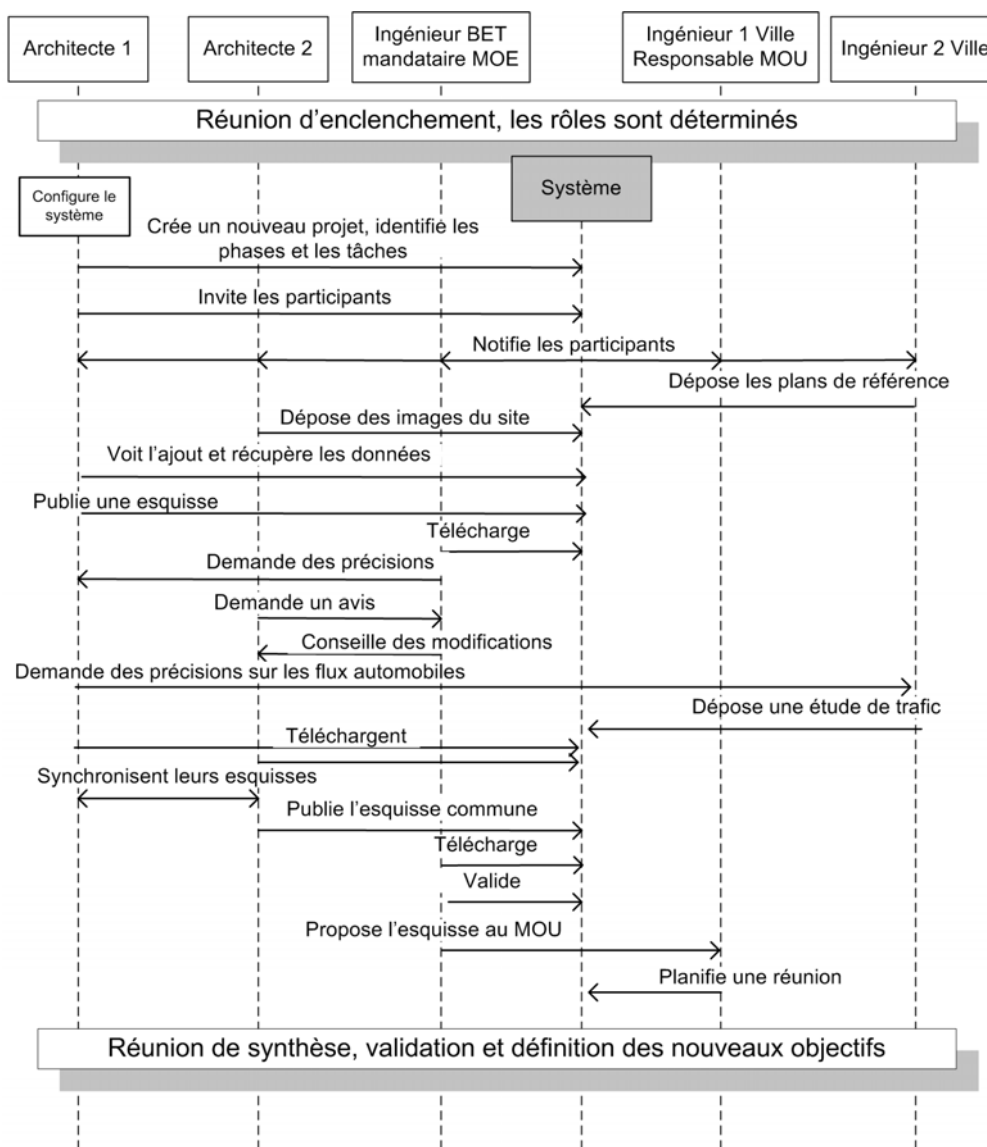 Architecte 1
Architecte 2
Ingénieur BET
mandataire MOE
Ingénieur 1 Ville
Responsable MOU
Ingénieur 2 Ville
Réunion d'enclenchement, les rôles sont déterminés
Configure le
système
Système
Crée un nouveau projet, identifié les
phases et les tâches
Invite les participants
Notifie les participants
Dépose les plans de référence
Dépose des images du site
Voit l'ajout et récupère les données
Publie une esquisse
Télécharge
Demande des précisions
Demande un avis
Conseille des modifications
Demande des précisions sur les flux automobiles
Dépose une étude de trafic
Téléchargent
Synchronisent leurs esquisses
Publie l'esquisse commune
Télécharge
Valide
Propose l'esquisse au MOU
Planifie une réunion
Réunion de synthèse, validation et définition des nouveaux objectifs